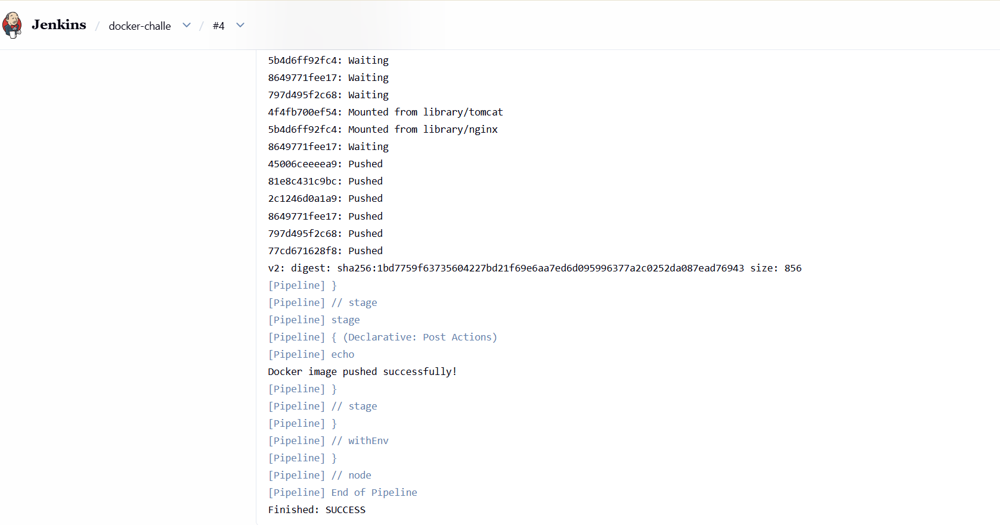 Jenkins / docker-challe / #4
5b4d6ff92fc4: Waiting
8649771fee17: Waiting
797d495f2c68: Waiting
4f4fb700ef54: Mounted from library/tomcat
5b4d6ff92fc4: Mounted from library/nginx
8649771fee17: Waiting
45006ceeeea9: Pushed
81e8c431c9bc: Pushed
2c1246d0a1a9: Pushed
8649771fee17: Pushed
797d495f2c68: Pushed
77cd671628f8: Pushed
v2: digest: sha256:1bd7759f63735604227bd21f69e6aa7ed6d095996377a2c0252da087ead76943 size: 856
[Pipeline] }
[Pipeline] // stage
[Pipeline] stage
[Pipeline] { (Declarative: Post Actions)
[Pipeline] echo
Docker image pushed successfully!
[Pipeline] }
[Pipeline] // stage
[Pipeline] }
[Pipeline] // withEnv
[Pipeline] }
[Pipeline] // node
[Pipeline] End of Pipeline
Finished: SUCCESS